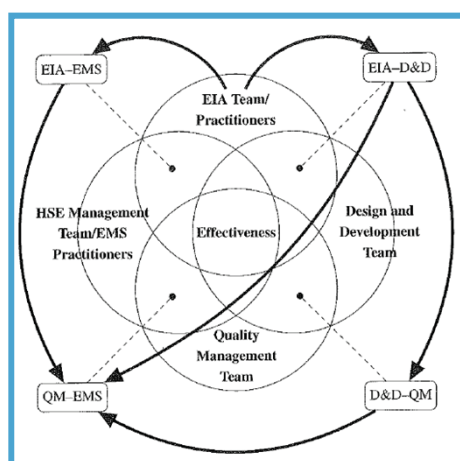 EIA–EMS
EIA–D&D
EIA Team/
Practitioners
HSE Management
Team/EMS
Practitioners
Effectiveness
Design and
Development
Team
Quality
Management
Team
QM–EMS
D&D–QM